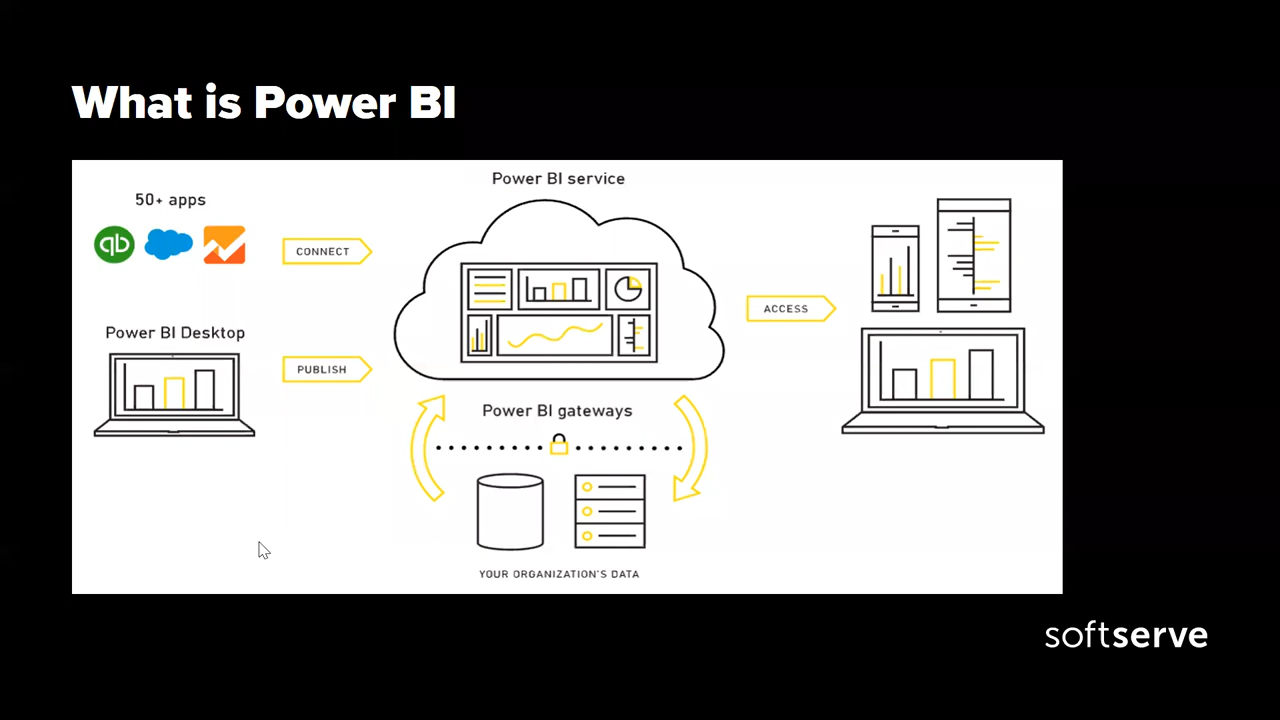 What is Power BI
50+ apps
qb
CONNECT
Power BI Desktop
PUBLISH
Power BI service
ACCESS
Power BI gateways
YOUR ORGANIZATION'S DATA
softserve